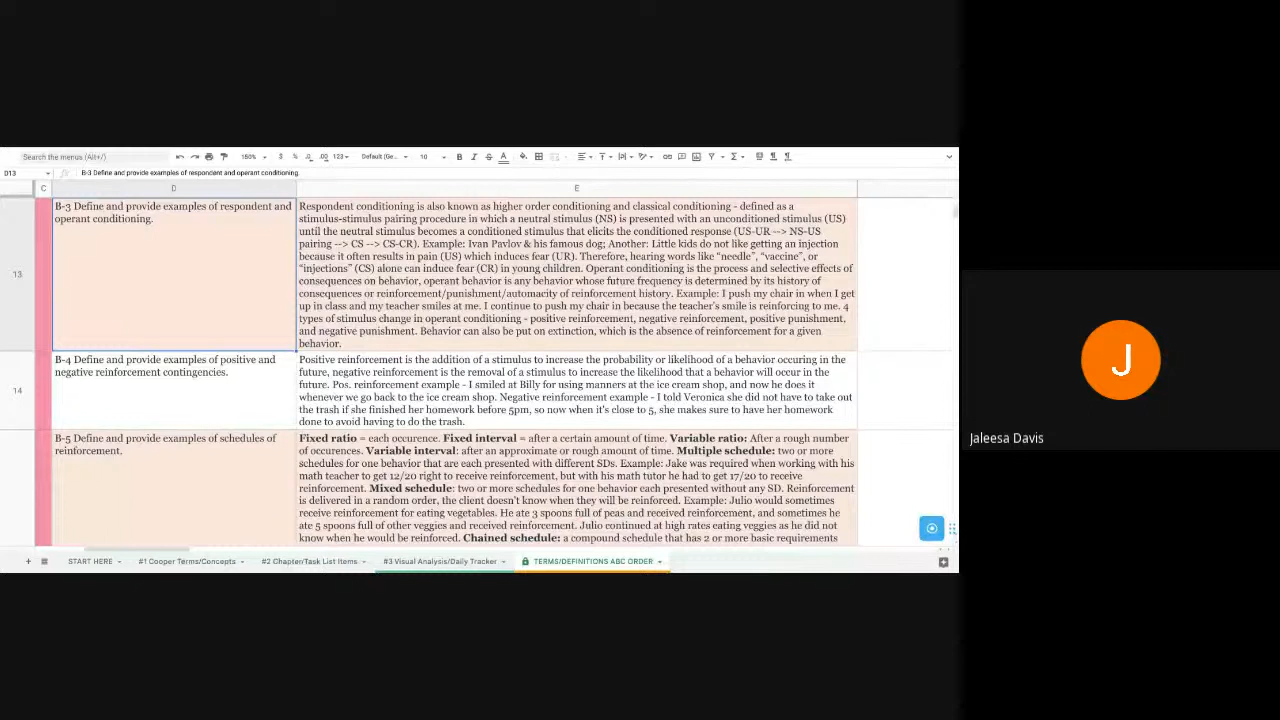 Search the menus (Alt+/)
150%
$
%
.0
.00
123
Default (Ge...
10
B
I
S
A
D13
fx
B-3 Define and provide examples of respondent and operant conditioning.
C
D
E
13
B-3 Define and provide examples of respondent and
operant conditioning.
Respondent conditioning is also known as higher order conditioning and classical conditioning - defined as a
stimulus-stimulus pairing procedure in which a neutral stimulus (NS) is presented with an unconditioned stimulus (US)
until the neutral stimulus becomes a conditioned stimulus that elicits the conditioned response (US-UR --> NS-US
pairing --> CS --> CS-CR). Example: Ivan Pavlov & his famous dog; Another: Little kids do not like getting an injection
because it often results in pain (US) which induces fear (UR). Therefore, hearing words like “needle”, “vaccine”, or
“injections” (CS) alone can induce fear (CR) in young children. Operant conditioning is the process and selective effects of
consequences on behavior, operant behavior is any behavior whose future frequency is determined by its history of
consequences or reinforcement/punishment/automacity of reinforcement history. Example: I push my chair in when I get
up in class and my teacher smiles at me. I continue to push my chair in because the teacher's smile is reinforcing to me. 4
types of stimulus change in operant conditioning - positive reinforcement, negative reinforcement, positive punishment,
and negative punishment. Behavior can also be put on extinction, which is the absence of reinforcement for a given
behavior.
14
B-4 Define and provide examples of positive and
negative reinforcement contingencies.
Positive reinforcement is the addition of a stimulus to increase the probability or likelihood of a behavior occuring in the
future, negative reinforcement is the removal of a stimulus to increase the likelihood that a behavior will occur in the
future. Pos. reinforcement example - I smiled at Billy for using manners at the ice cream shop, and now he does it
whenever we go back to the ice cream shop. Negative reinforcement example - I told Veronica she did not have to take out
the trash if she finished her homework before 5pm, so now when it's close to 5, she makes sure to have her homework
done to avoid having to do the trash.
B-5 Define and provide examples of schedules of
reinforcement.
Fixed ratio = each occurence. Fixed interval = after a certain amount of time. Variable ratio: After a rough number
of occurences. Variable interval: after an approximate or rough amount of time. Multiple schedule: two or more
schedules for one behavior that are each presented with different SDs. Example: Jake was required when working with his
math teacher to get 12/20 right to receive reinforcement, but with his math tutor he had to get 17/20 to receive
reinforcement. Mixed schedule: two or more schedules for one behavior each presented without any SD. Reinforcement
is delivered in a random order, the client doesn't know when they will be reinforced. Example: Julio would sometimes
receive reinforcement for eating vegetables. He ate 3 spoons full of peas and received reinforcement, and sometimes he
ate 5 spoons full of other veggies and received reinforcement. Julio continued at high rates eating veggies as he did not
know when he would be reinforced. Chained schedule: a compound schedule that has 2 or more basic requirements
START HERE
#1 Cooper Terms/Concepts
#2 Chapter/Task List Items
#3 Visual Analysis/Daily Tracker
TERMS/DEFINITIONS ABC ORDER
J
Jaleesa Davis